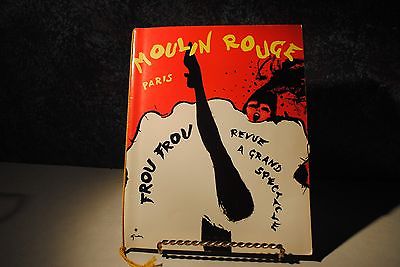 MOULIN ROUGE
PARIS
FROU FROU
REVUE
A GRAND
SPECTACLE